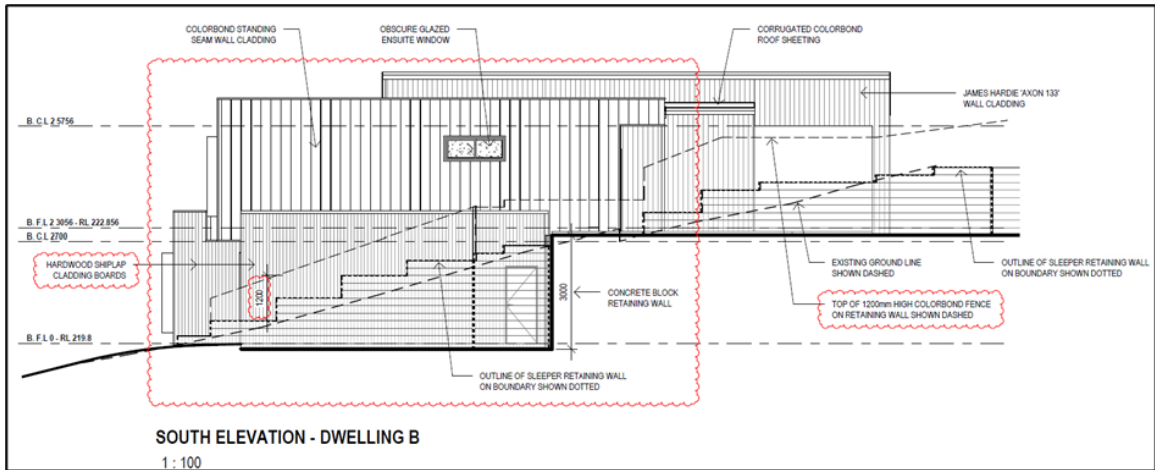 COLORBOND STANDING
SEAM WALL CLADDING
OBSCURE GLAZED
ENSUITE WINDOW
CORRUGATED COLORBOND
ROOF SHEETING
JAMES HARDIE 'AXON 133'
WALL CLADDING
B. C.L 2 5756
B. F.L 2 3056 - RL 222.856
B. C.L 2700
HARDWOOD SHIPLAP
CLADDING BOARDS
1200
3000
CONCRETE BLOCK
RETAINING WALL
EXISTING GROUND LINE
SHOWN DASHED
OUTLINE OF SLEEPER RETAINING WALL
ON BOUNDARY SHOWN DOTTED
TOP OF 1200mm HIGH COLORBOND FENCE
ON RETAINING WALL SHOWN DASHED
B. F.L 0 - RL 219.8
OUTLINE OF SLEEPER RETAINING WALL
ON BOUNDARY SHOWN DOTTED
SOUTH ELEVATION - DWELLING B
1 : 100